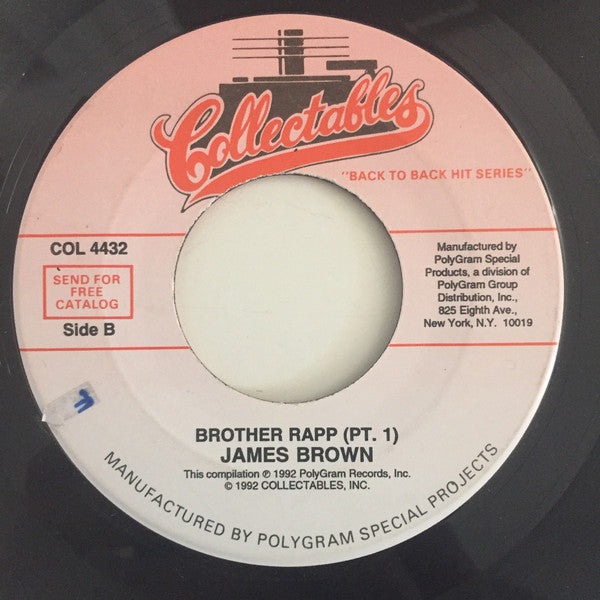 Collectables
"BACK TO BACK HIT SERIES"
COL 4432
SEND FOR
FREE
CATALOG
Side B
Manufactured by
PolyGram Special
Products, a division of
PolyGram Group
Distribution, Inc.,
825 Eighth Ave.,
New York, N.Y. 10019
BROTHER RAPP (PT. 1)
JAMES BROWN
This compilation ℗ 1992 PolyGram Records, Inc.
© 1992 COLLECTABLES, INC.
MANUFACTURED BY POLYGRAM SPECIAL PROJECTS